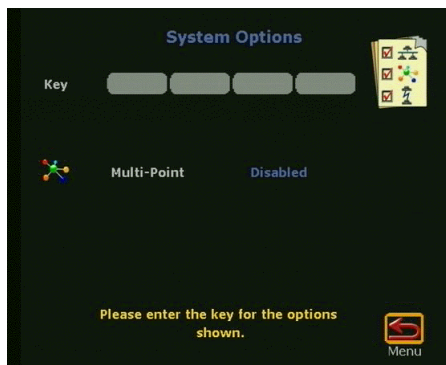 System Options
Key
Multi-Point Disabled
Please enter the key for the options
shown.
Menu